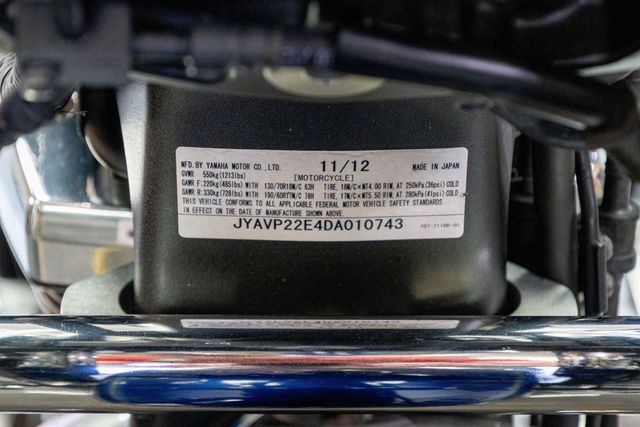 MFD.BY YAMAHA MOTOR CO.,LTD. 11/12 MADE IN JAPAN
GVWR 550kg(1213lbs) [MOTORCYCLE]
GAWR F:220kg(485lbs)WITH 130/70R18M/C 63H TIRE, 18M/C×MT4.00 RIM,AT 250kPa(36psi)COLD
GAWR R:330kg(728lbs)WITH 190/60R17M/C 78H TIRE, 17M/C×MT5.50 RIM,AT 280kPa(41psi)COLD
THIS VEHICLE CONFORMS TO ALL APPLICABLE FEDERAL MOTOR VEHICLE SAFETY STANDARDS
IN EFFECT ON THE DATE OF MANUFACTURE SHOWN ABOVE.
JYAVP22E4DA010743